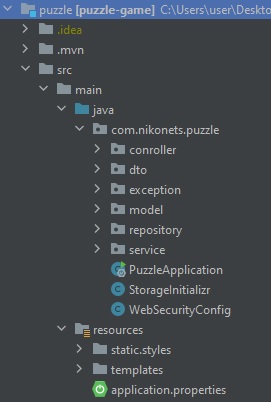 puzzle [puzzle-game] C:\Users\user\Deskto
.idea
.mvn
src
main
java
com.nikonets.puzzle
conroller
dto
exception
model
repository
service
PuzzleApplication
StorageInitializr
WebSecurityConfig
resources
static.styles
templates
application.properties